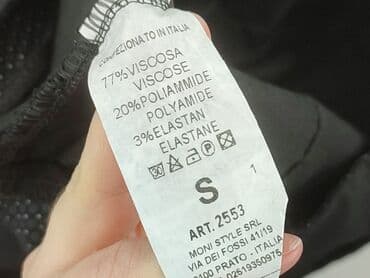 CONFEZIONATO IN ITALIA
77% VISCOSA
VISCOSE
20% POLIAMMIDE
POLYAMIDE
3% ELASTAN
ELASTANE
S 1
ART. 2553
MONI STYLE SRL
VIA DEI FOSSI 41/19
PRATO - ITALIA
02519350975